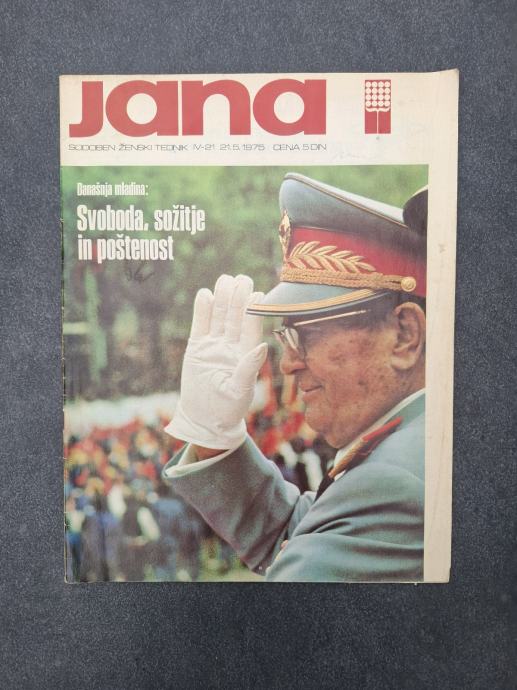 jana
SODOBEN ŽENSKI TEDNIK IV-21 21.5.1975 CENA 5 DIN
Današnja mladina:
Svoboda, sožitje
in poštenost